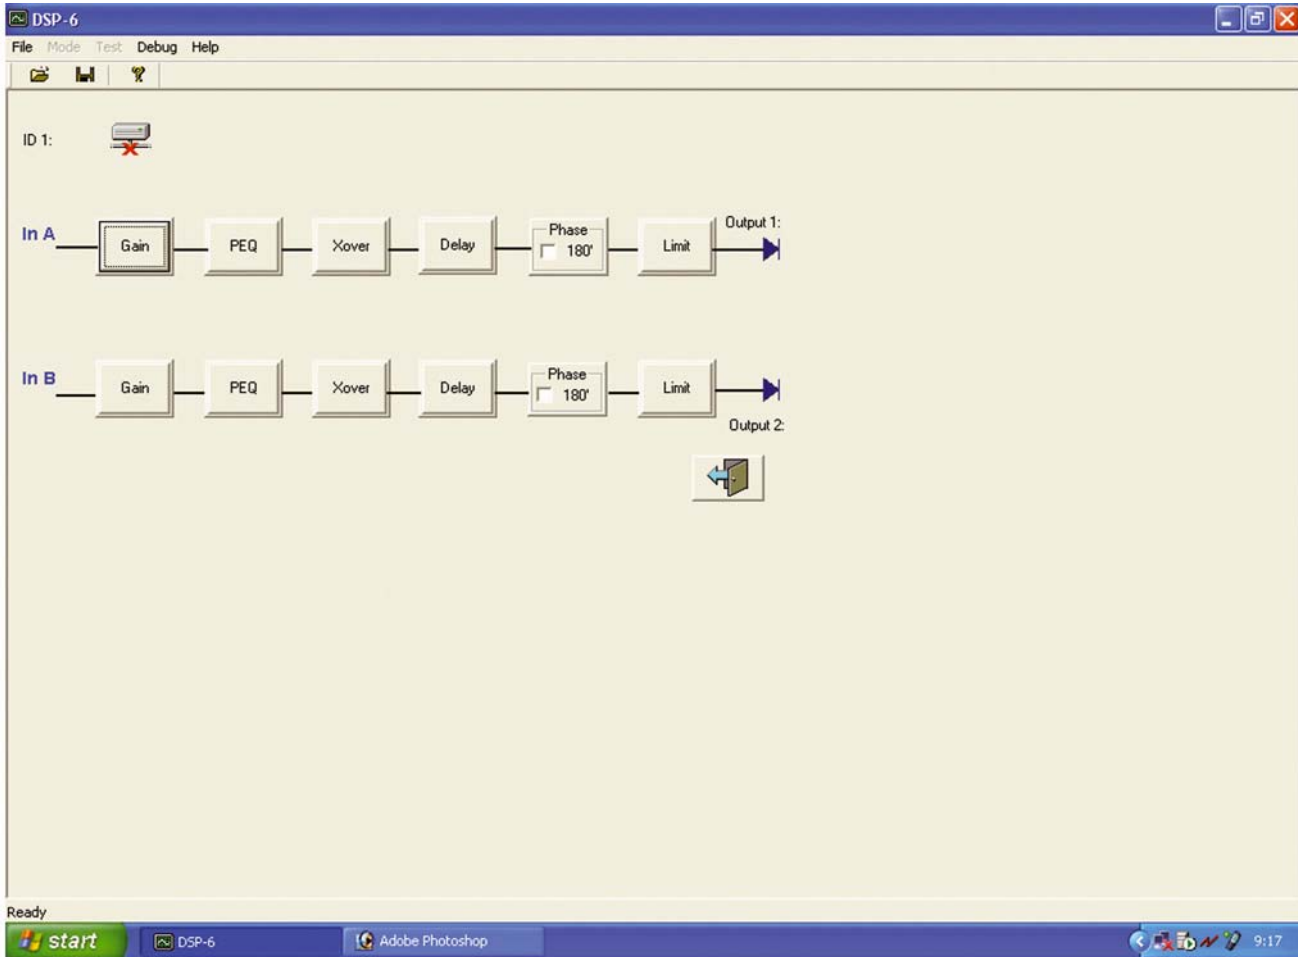 DSP-6
File Mode Test Debug Help
ID 1:
In A Gain PEQ Xover Delay Phase 180' Limit Output 1:
In B Gain PEQ Xover Delay Phase 180' Limit Output 2:
Ready
start DSP-6 Adobe Photoshop 9:17